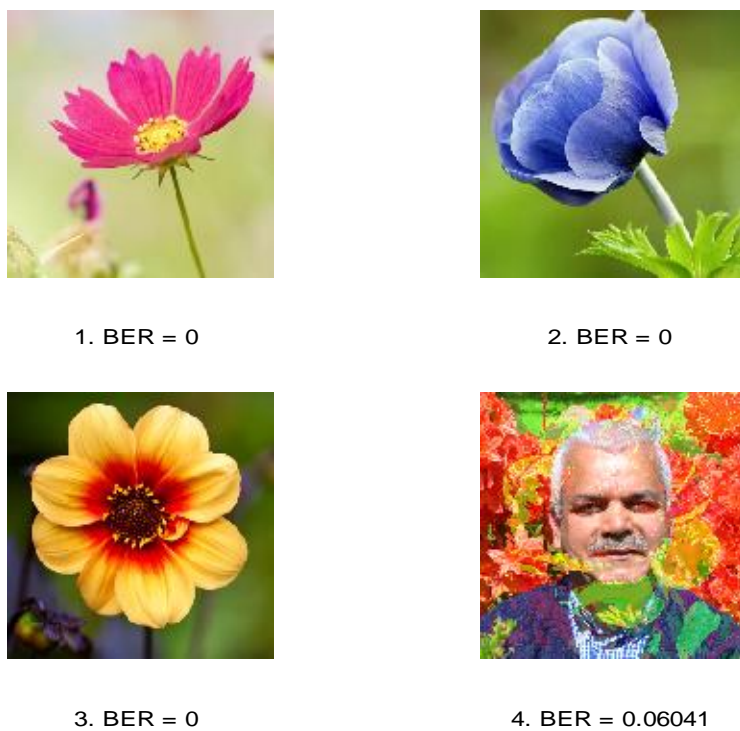 1. BER = 0
2. BER = 0
3. BER = 0
4. BER = 0.06041